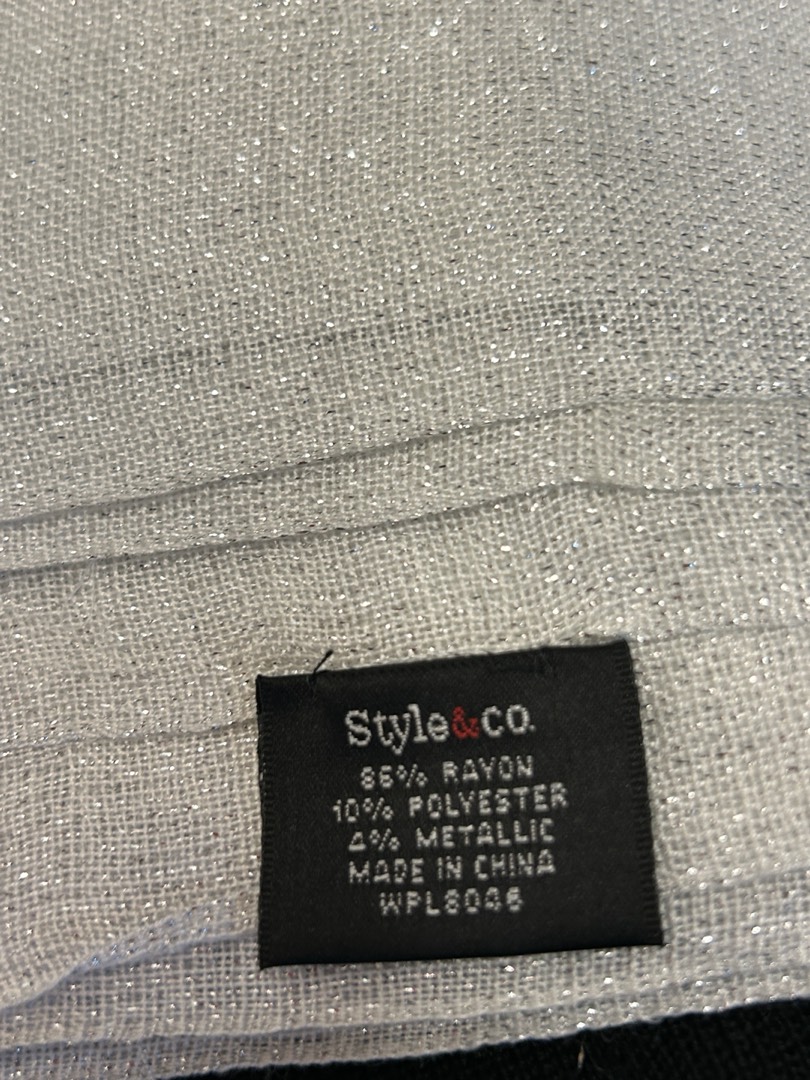 Style&co.
86% RAYON
10% POLYESTER
4% METALLIC
MADE IN CHINA
WPL8046